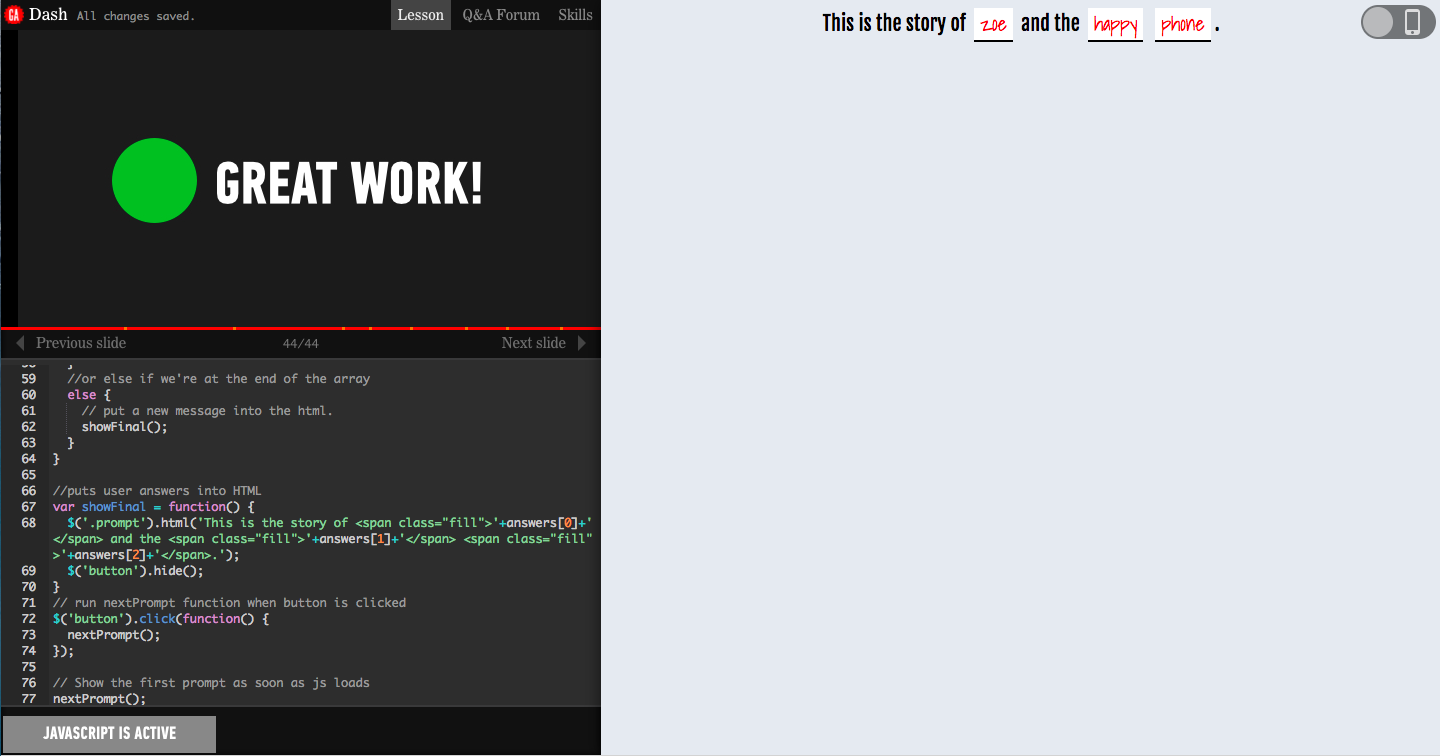 GA Dash All changes saved. Lesson Q&A Forum Skills
GREAT WORK!
Previous slide 44/44 Next slide
58 }
59 //or else if we're at the end of the array
60 else {
61 // put a new message into the html.
62 showFinal();
63 }
64 }
65
66 //puts user answers into HTML
67 var showFinal = function() {
68 $('.prompt').html('This is the story of <span class="fill">'+answers[0]+'
</span> and the <span class="fill">'+answers[1]+'</span> <span class="fill"
>'+answers[2]+'</span>.');
69 $('button').hide();
70 }
71 // run nextPrompt function when button is clicked
72 $('button').click(function() {
73 nextPrompt();
74 });
75
76 // Show the first prompt as soon as js loads
77 nextPrompt();
JAVASCRIPT IS ACTIVE
This is the story of zoe and the happy phone .